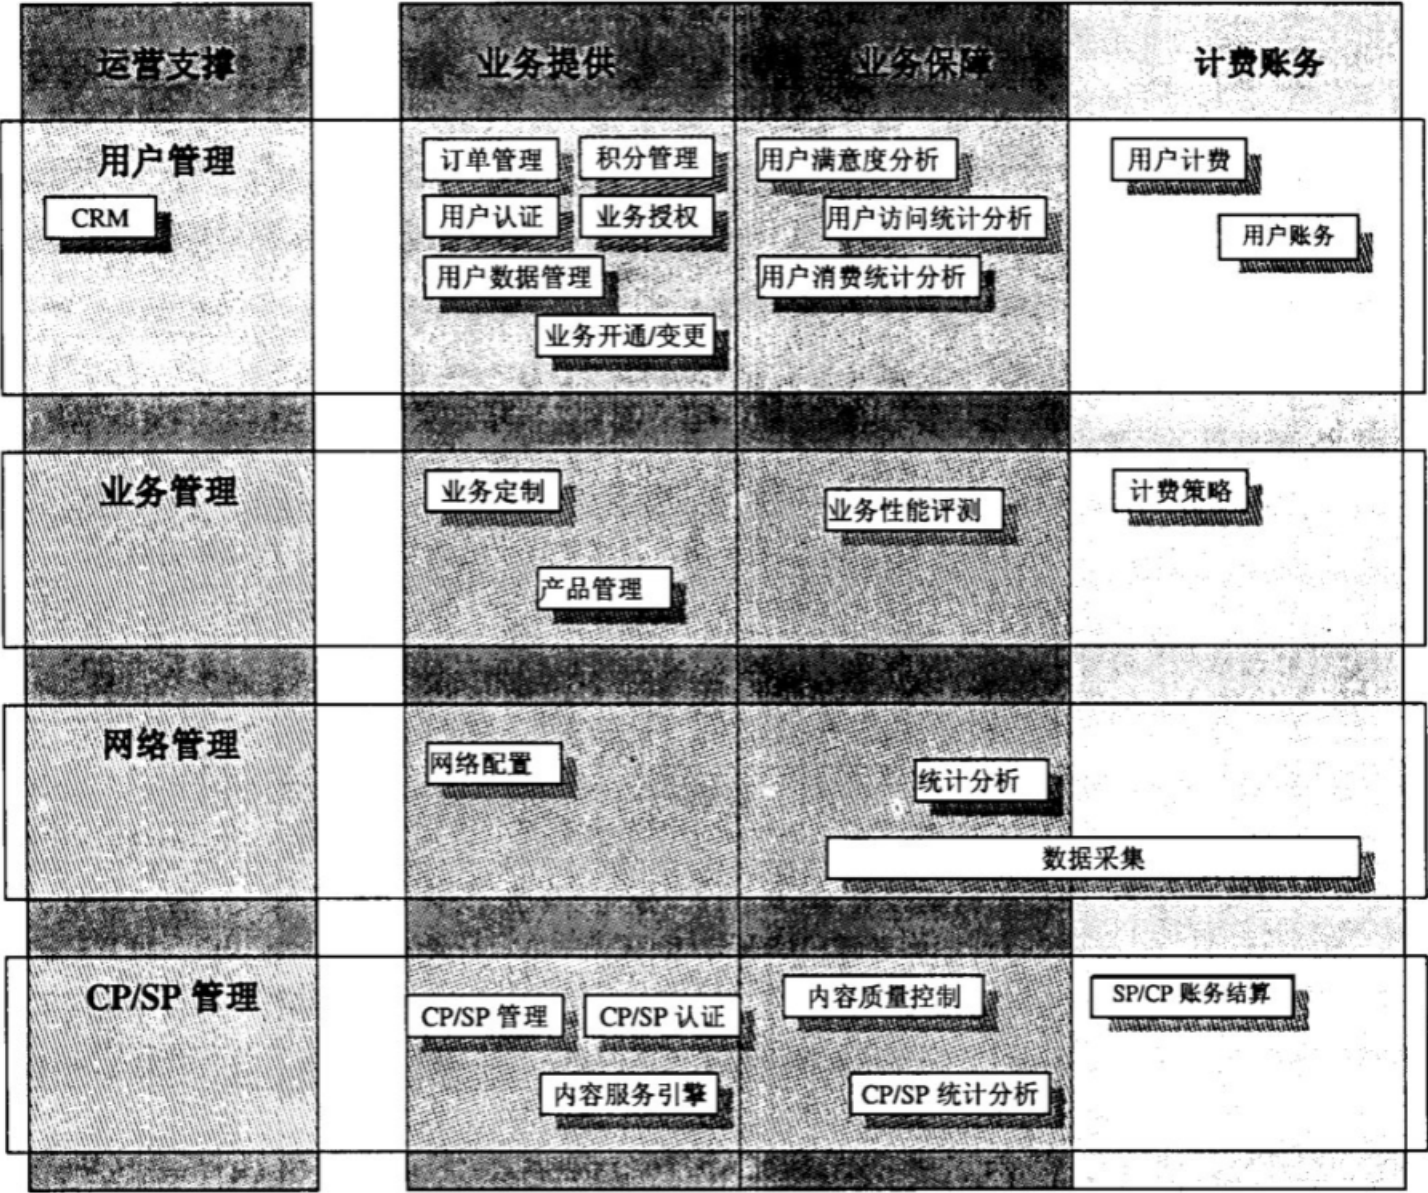 运营支撑
业务提供
业务保障
计费账务
用户管理
CRM
订单管理
积分管理
用户认证
业务授权
用户数据管理
业务开通/变更
用户满意度分析
用户访问统计分析
用户消费统计分析
用户计费
用户账务
业务管理
业务定制
产品管理
业务性能评测
计费策略
网络管理
网络配置
统计分析
数据采集
CP/SP 管理
CP/SP 管理
CP/SP 认证
内容服务引擎
内容质量控制
CP/SP 统计分析
SP/CP 账务结算